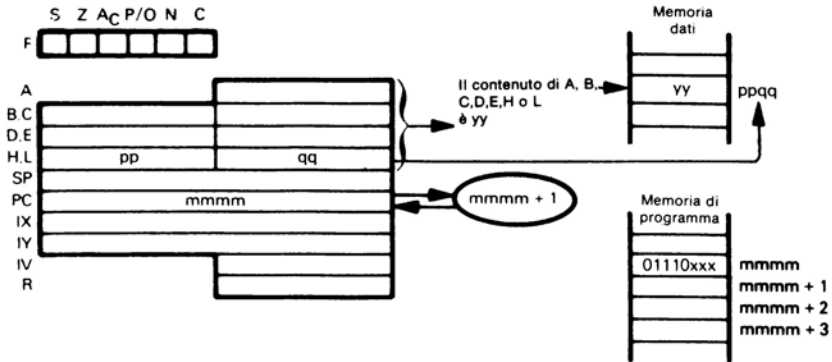 S Z AC P/O N C
F
Memoria
dati
A
B.C
D.E
H.L pp qq
SP
PC mmmm
IX
IY
IV
R
Il contenuto di A, B,
C,D,E,H o L
è yy
yy ppqq
mmmm + 1
Memoria di
programma
01110xxx mmmm
mmmm + 1
mmmm + 2
mmmm + 3